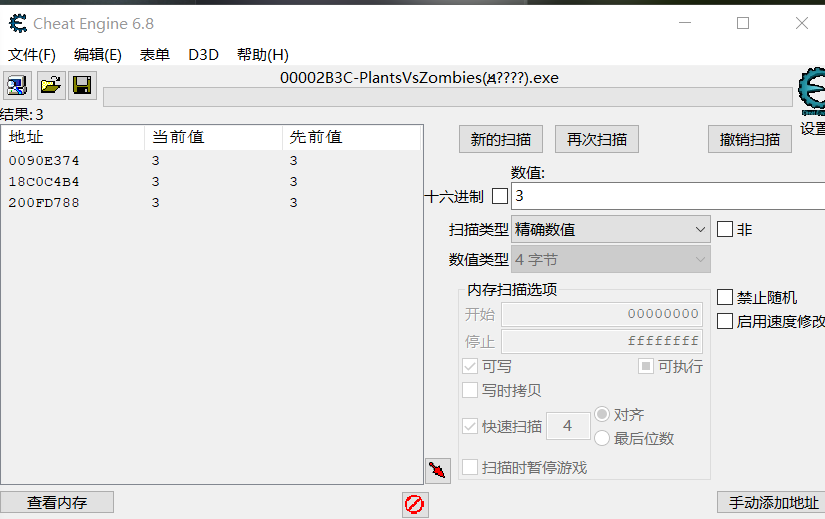 Cheat Engine 6.8
文件(F) 编辑(E) 表单 D3D 帮助(H)
00002B3C-PlantsVsZombies(ä????).exe
结果: 3
设置
地址 当前值 先前值
0090E374 3 3
18C0C4B4 3 3
200FD788 3 3
新的扫描 再次扫描 撤销扫描
数值:
十六进制 3
扫描类型 精确数值 非
数值类型 4 字节
内存扫描选项
开始 00000000
停止 ffffffff
可写 可执行
写时拷贝
快速扫描 4 对齐
最后位数
扫描时暂停游戏
禁止随机
启用速度修改
查看内存 手动添加地址